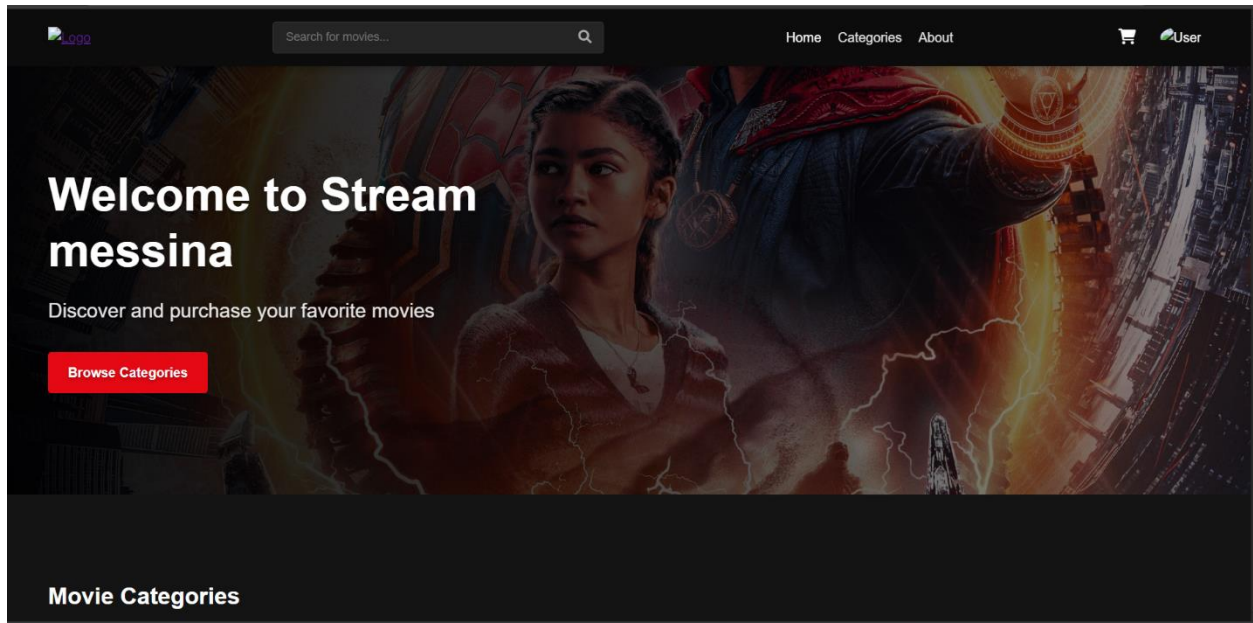 Logo
Search for movies...
Home Categories About
User
Welcome to Stream
messina
Discover and purchase your favorite movies
Browse Categories
Movie Categories